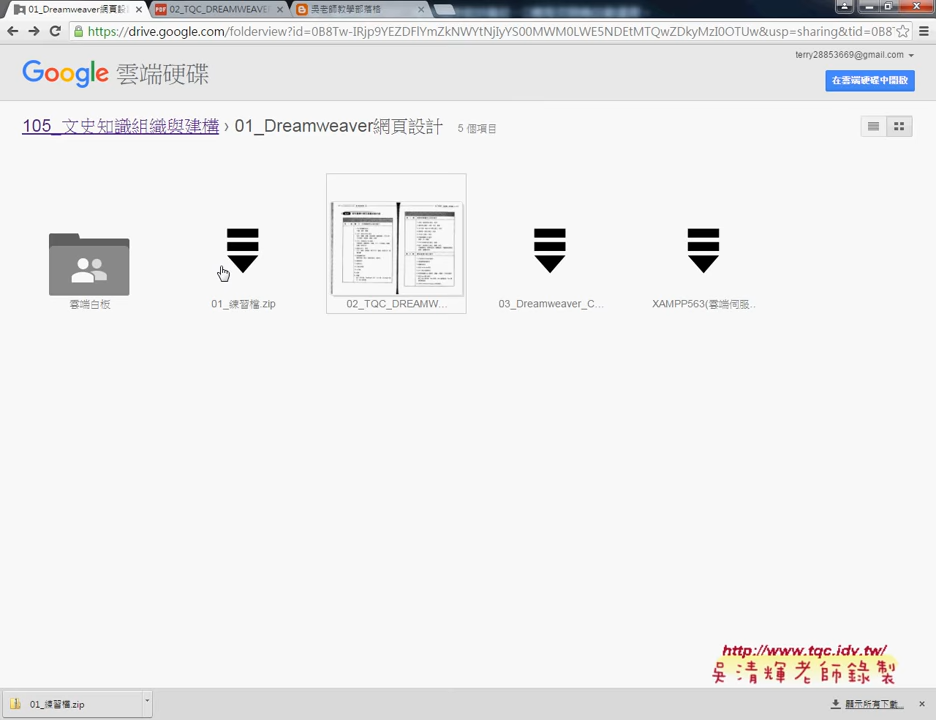 01_Dreamweaver網頁設
02_TQC_DREAMWEAVER
吳老師教學部落格
https://drive.google.com/folderview?id=0B8Tw-IRjp9YEZDFlYmZkNWYtNjIyYS00MWM0LWE5NDEtMTQwZDkyMzI0OTUw&usp=sharing&tid=0B8T
terry28853669@gmail.com
Google 雲端硬碟
在雲端硬碟中開啟
105_文史知識組織與建構 › 01_Dreamweaver網頁設計 5 個項目
雲端白板
01_練習檔.zip
02_TQC_DREAMW...
03_Dreamweaver_C...
XAMPP563(雲端伺服..
http://www.tqc.idv.tw/
吳清輝老師錄製
01_練習檔.zip
顯示所有下載...